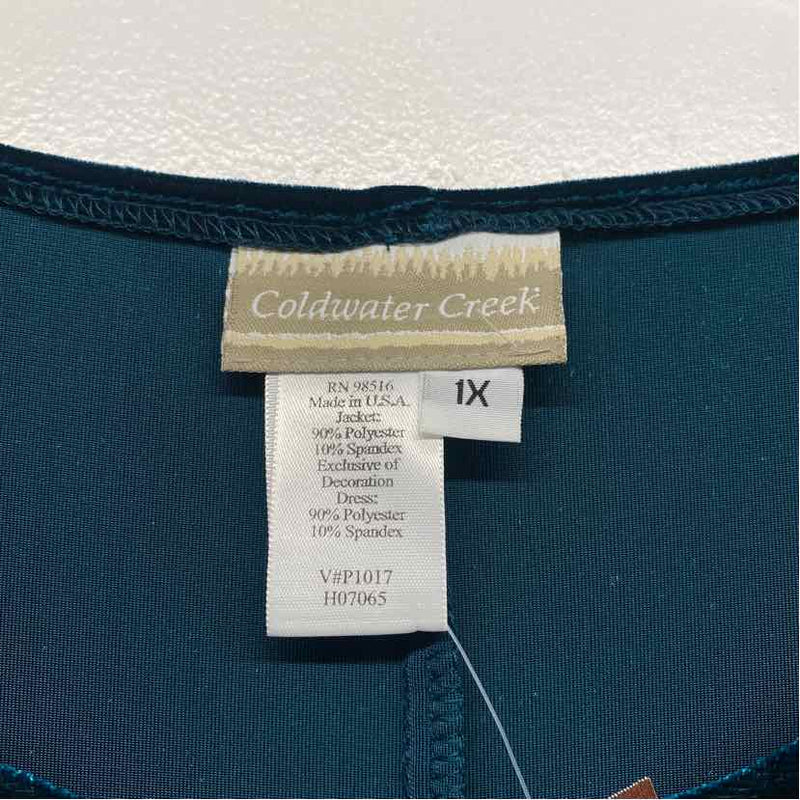 Coldwater Creek
1X
RN 98516
Made in U.S.A.
Jacket:
90% Polyester
10% Spandex
Exclusive of
Decoration
Dress:
90% Polyester
10% Spandex
V#P1017
H07065